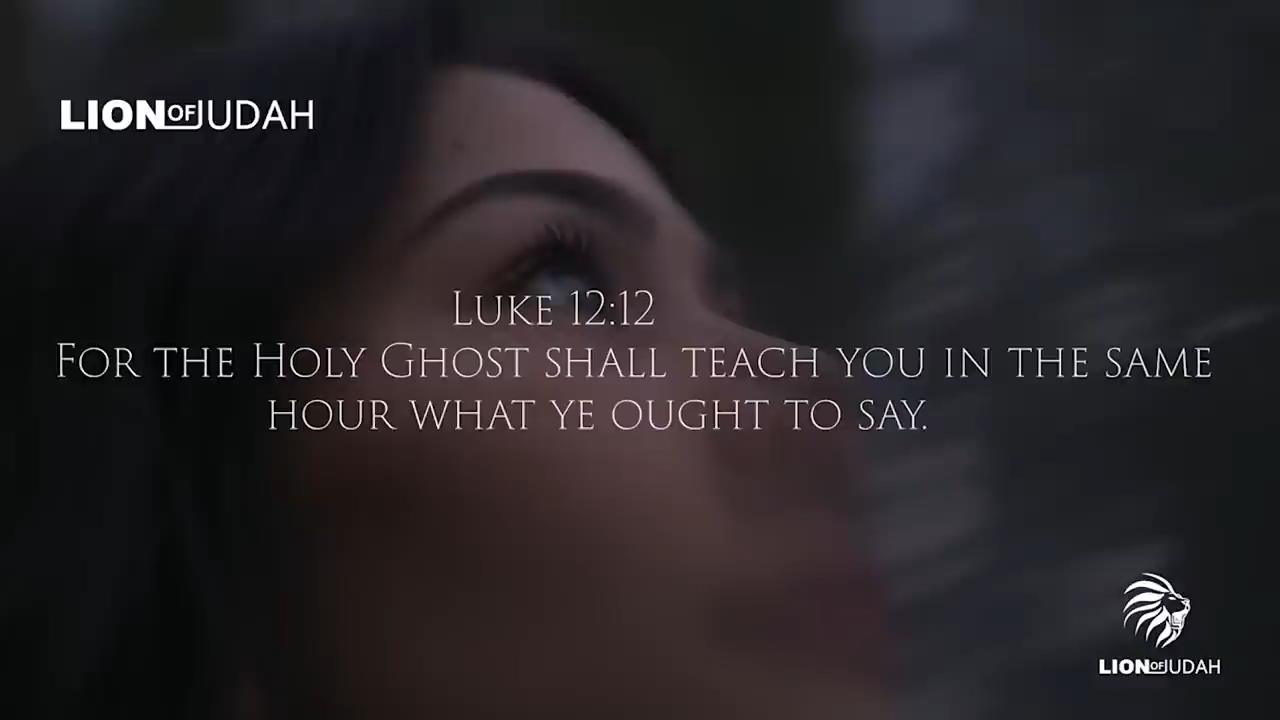 LION OF JUDAH
Luke 12:12
For the Holy Ghost shall teach you in the same
hour what ye ought to say.
LION OF JUDAH